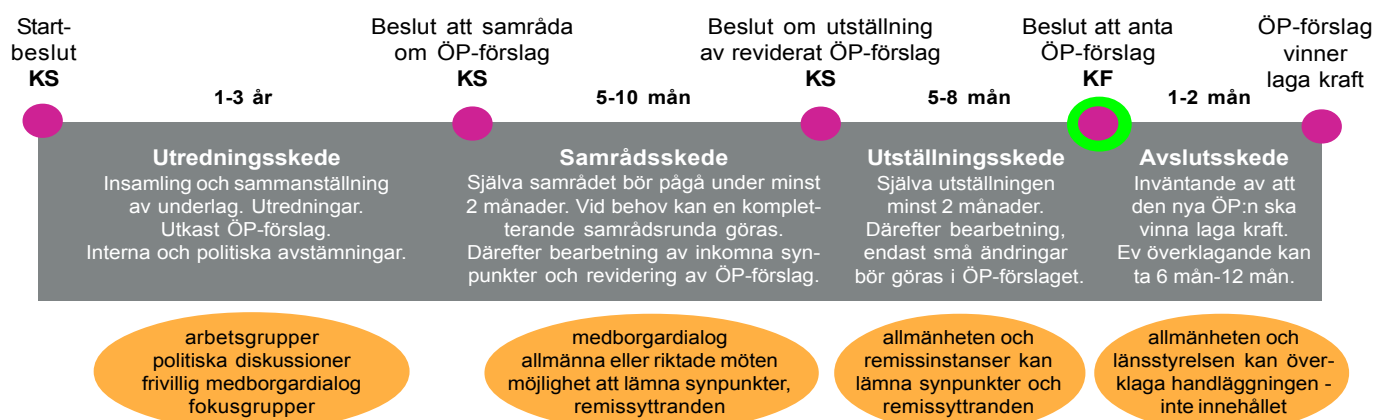 Start-
beslut
KS
Beslut att samråda
om ÖP-förslag
KS
Beslut om utställning
av reviderat ÖP-förslag
KS
Beslut att anta
ÖP-förslag
KF
ÖP-förslag
vinner
laga kraft
1-3 år
5-10 mån
5-8 mån
1-2 mån
Utredningsskede
Insamling och sammanställning
av underlag. Utredningar.
Utkast ÖP-förslag.
Interna och politiska avstämningar.
Samrådsskede
Själva samrådet bör pågå under minst
2 månader. Vid behov kan en komplet-
terande samrådsrunda göras.
Därefter bearbetning av inkomna syn-
punkter och revidering av ÖP-förslag.
Utställningsskede
Själva utställningen
minst 2 månader.
Därefter bearbetning,
endast små ändringar
bör göras i ÖP-förslaget.
Avslutsskede
Inväntande av att
den nya ÖP:n ska
vinna laga kraft.
Ev överklagande kan
ta 6 mån-12 mån.
arbetsgrupper
politiska diskussioner
frivillig medborgardialog
fokusgrupper
medborgardialog
allmänna eller riktade möten
möjlighet att lämna synpunkter,
remissyttranden
allmänheten och
remissinstanser kan
lämna synpunkter och
remissyttranden
allmänheten och
länsstyrelsen kan över-
klaga handläggningen -
inte innehållet